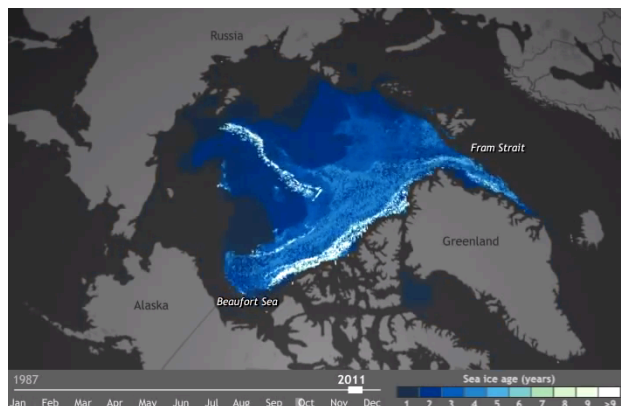 Russia
Fram Strait
Greenland
Alaska
Beaufort Sea
1987
2011
Jan Feb Mar Apr May Jun Jul Aug Sep Oct Nov Dec
Sea ice age (years)
1 2 3 4 5 6 7 8 9 >9